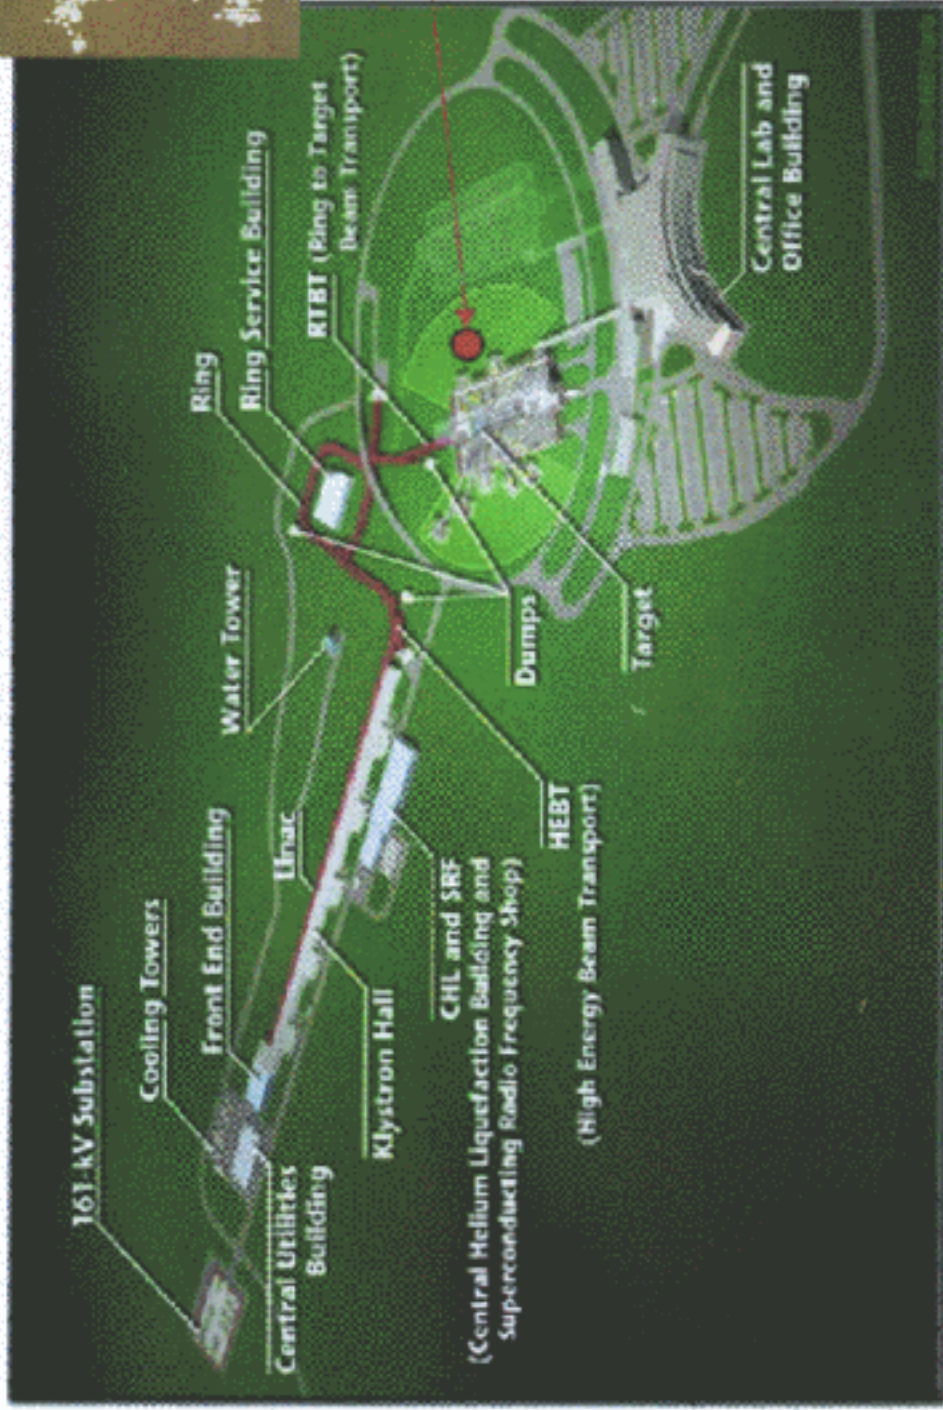 161-kV Substation
Cooling Towers
Front End Building
Linac
Water Tower
Ring
Ring Service Building
RTBT (Ring to Target
Beam Transport)
Central Utilities
Building
Klystron Hall
CHL and SRF
(Central Helium Liquefaction Building and
Superconducting Radio Frequency Shop)
HEBT
(High Energy Beam Transport)
Dumps
Target
Central Lab and
Office Building